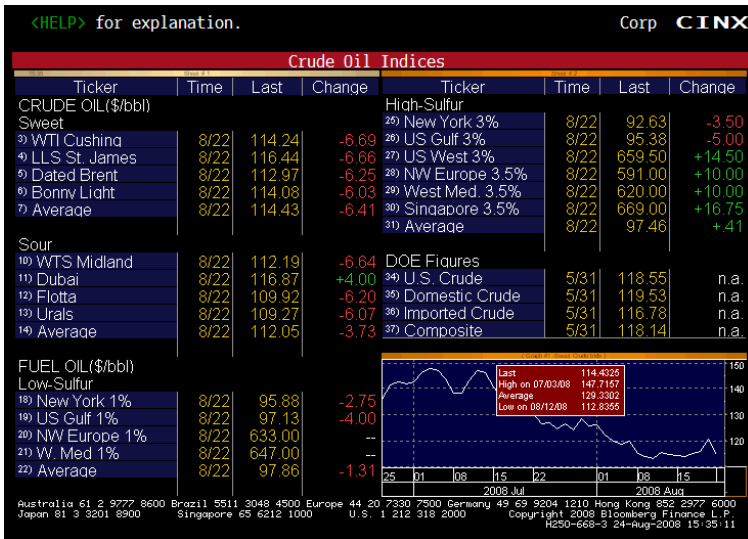 <HELP> for explanation. Corp CINX
Crude Oil Indices
Ticker Time Last Change
CRUDE OIL($/bbl)
Sweet
3) WTI Cushing 8/22 114.24 -6.69
4) LLS St. James 8/22 116.44 -6.66
5) Dated Brent 8/22 112.97 -6.25
6) Bonny Light 8/22 114.08 -6.03
7) Average 8/22 114.43 -6.41
Sour
10) WTS Midland 8/22 112.19 -6.64
11) Dubai 8/22 116.87 +4.00
12) Flotta 8/22 109.92 -6.20
13) Urals 8/22 109.27 -6.07
14) Average 8/22 112.05 -3.73
FUEL OIL($/bbl)
Low-Sulfur
18) New York 1% 8/22 95.88 -2.75
19) US Gulf 1% 8/22 97.13 -4.00
20) NW Europe 1% 8/22 633.00 --
21) W. Med 1% 8/22 647.00 --
22) Average 8/22 97.86 -1.31
Ticker Time Last Change
High-Sulfur
25) New York 3% 8/22 92.63 -3.50
26) US Gulf 3% 8/22 95.38 -5.00
27) US West 3% 8/22 659.50 +14.50
28) NW Europe 3.5% 8/22 591.00 +10.00
29) West Med. 3.5% 8/22 620.00 +10.00
30) Singapore 3.5% 8/22 669.00 +16.75
31) Average 8/22 97.46 +.41
DOE Figures
34) U.S. Crude 5/31 118.55 n.a.
35) Domestic Crude 5/31 119.53 n.a.
36) Imported Crude 5/31 116.78 n.a.
37) Composite 5/31 118.14 n.a.
Last 114.4325
High on 07/03/08 147.7157
Average 129.3302
Low on 08/12/08 112.8355
150
140
130
120
25 01 08 15 22 01 08 15
2008 Jul 2008 Aug
Australia 61 2 9777 8600 Brazil 5511 3048 4500 Europe 44 20 7330 7500 Germany 49 69 9204 1210 Hong Kong 852 2977 6000
Japan 81 3 3201 8900 Singapore 65 6212 1000 U.S. 1 212 318 2000 Copyright 2008 Bloomberg Finance L.P.
H250-668-3 24-Aug-2008 15:35:11